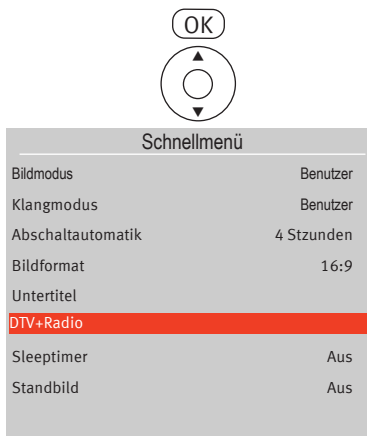 OK
Schnellmenü
Bildmodus Benutzer
Klangmodus Benutzer
Abschaltautomatik 4 Stzunden
Bildformat 16:9
Untertitel
DTV+Radio
Sleeptimer Aus
Standbild Aus